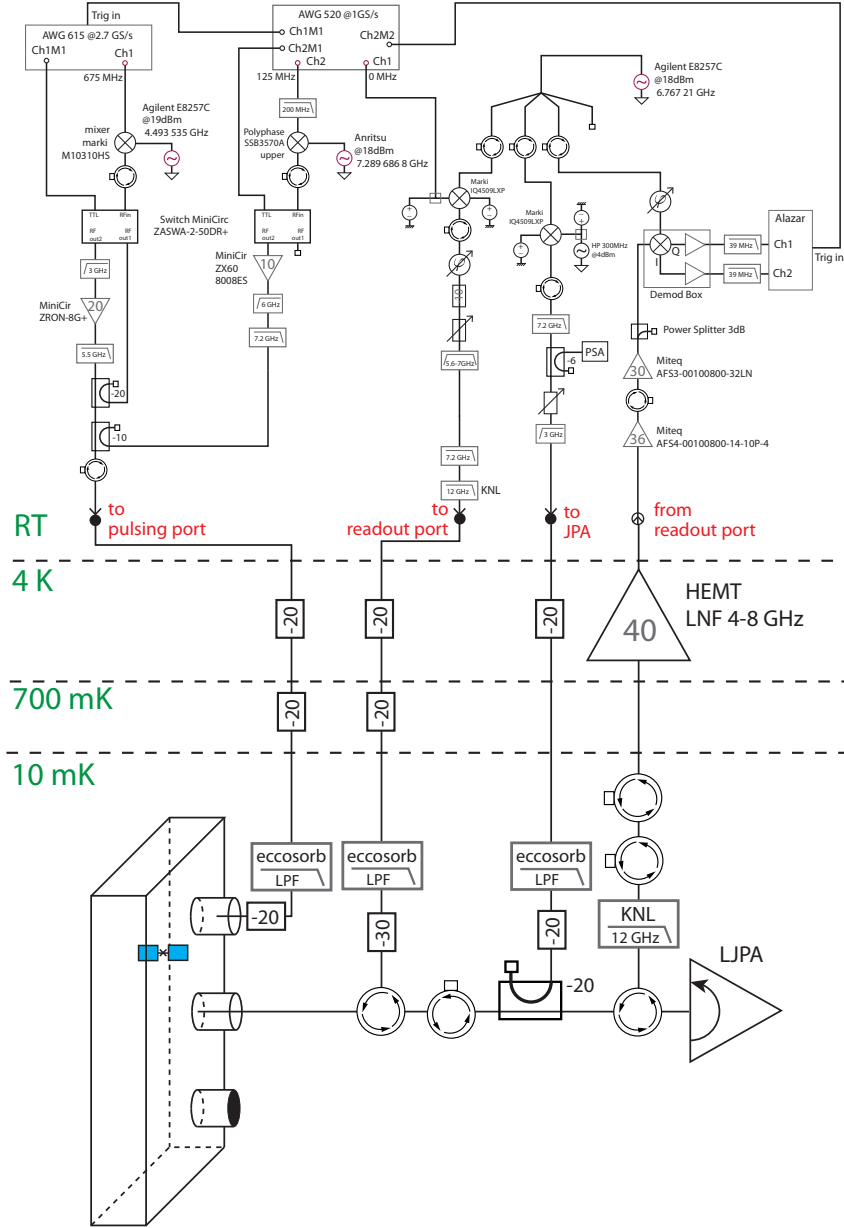 Trig in
AWG 615 @2.7 GS/s
Ch1M1
Ch1
675 MHz
AWG 520 @1GS/s
Ch1M1
Ch2M1
Ch2
Ch2M2
Ch1
125 MHz
0 MHz
Agilent E8257C
@19dBm
4.493 535 GHz
mixer
marki
M10310HS
200 MHz
Polyphase
SSB3570A
upper
Anritsu
@18dBm
7.289 686 8 GHz
Agilent E8257C
@18dBm
6.767 21 GHz
Marki
IQ4509LXP
Marki
IQ4509LXP
HP 300MHz
@4dBm
TTL
RFin
RF
out2
RF
out1
Switch MiniCirc
ZASWA-2-50DR+
TTL
RFin
RF
out2
RF
out1
3 GHz
20
MiniCir
ZRON-8G+
5.5 GHz
-20
-10
10
MiniCir
ZX60
8008ES
6 GHz
7.2 GHz
10
5.6-7GHz
7.2 GHz
12 GHz
KNL
7.2 GHz
-6
PSA
3 GHz
Q
I
Demod Box
39 MHz
39 MHz
Alazar
Ch1
Ch2
Trig in
Power Splitter 3dB
30
Miteq
AFS3-00100800-32LN
36
Miteq
AFS4-00100800-14-10P-4
RT
to
pulsing port
to
readout port
to
JPA
from
readout port
4 K
-20
-20
-20
40
HEMT
LNF 4-8 GHz
700 mK
-20
-20
10 mK
eccosorb
LPF
eccosorb
LPF
eccosorb
LPF
-20
-30
-20
KNL
12 GHz
-20
LJPA